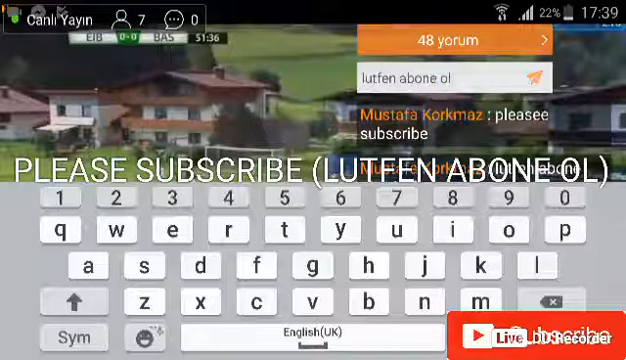 Canlı Yayın 7 0
22% 17:39
EIB 0-0 BAS 51:36
48 yorum
lutfen abone ol
Mustafa Korkmaz : pleasee
subscribe
PLEASE SUBSCRIBE (LUTFEN ABONE OL)
1 2 3 4 5 6 7 8 9 0
q w e r t y u i o p
a s d f g h j k l
z x c v b n m
Sym English(UK)
Live Recorder